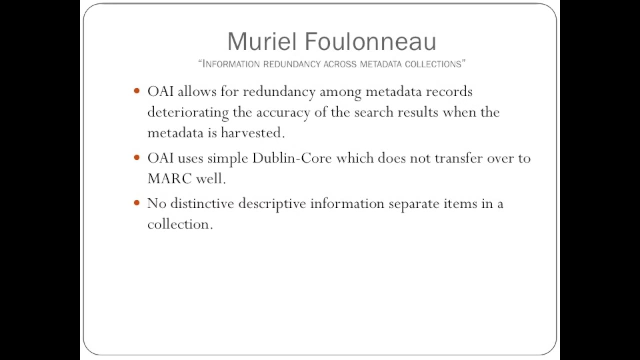 Muriel Foulonneau
"Information redundancy across metadata collections"
• OAI allows for redundancy among metadata records
deteriorating the accuracy of the search results when the
metadata is harvested.
• OAI uses simple Dublin-Core which does not transfer over to
MARC well.
• No distinctive descriptive information separate items in a
collection.